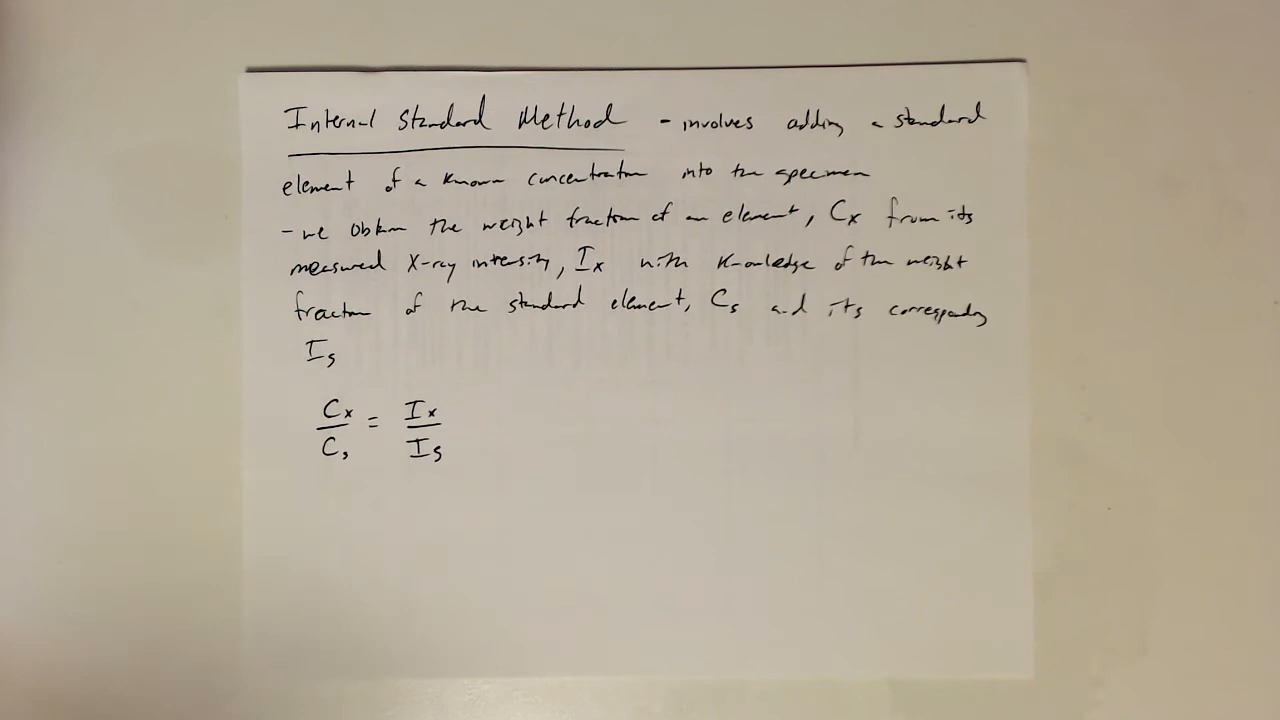 Internal Standard Method - involves adding a standard
element of a known concentration into the specimen
- we obtain the weight fraction of an element, Cx from its
measured X-ray intensity, Ix with knowledge of the weight
fraction of the standard element, Cs and its corresponding
Is
Cx/Cs = Ix/Is